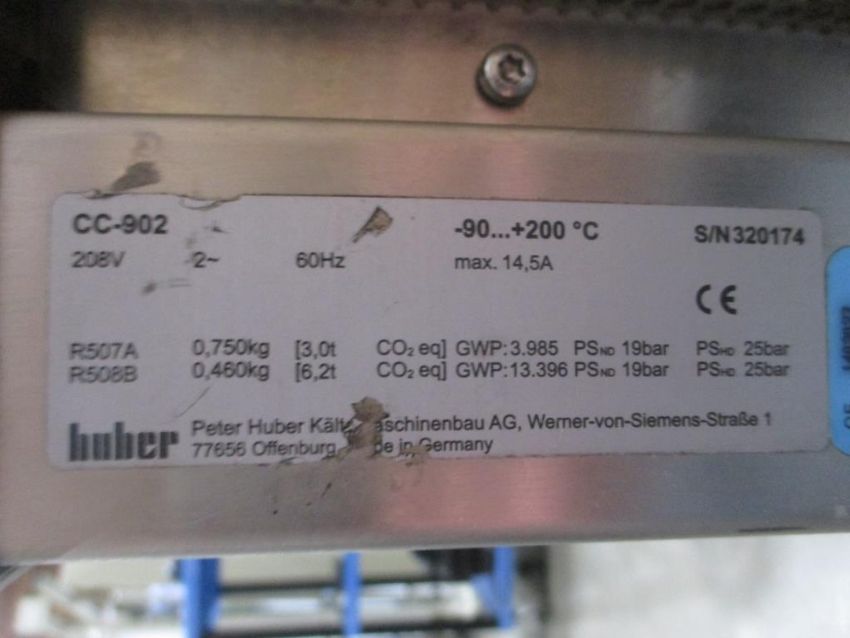 CC-902 -90...+200 °C S/N 320174
208V 2~ 60Hz max. 14,5A
CE
R507A 0,750kg [3,0t CO₂ eq] GWP: 3.985 PSND 19bar PSHD 25bar
R508B 0,460kg [6,2t CO₂ eq] GWP: 13.396 PSND 19bar PSHD 25bar
huber
Peter Huber Kält aschinenbau AG, Werner-von-Siemens-Straße 1
77656 Offenburg de in Germany